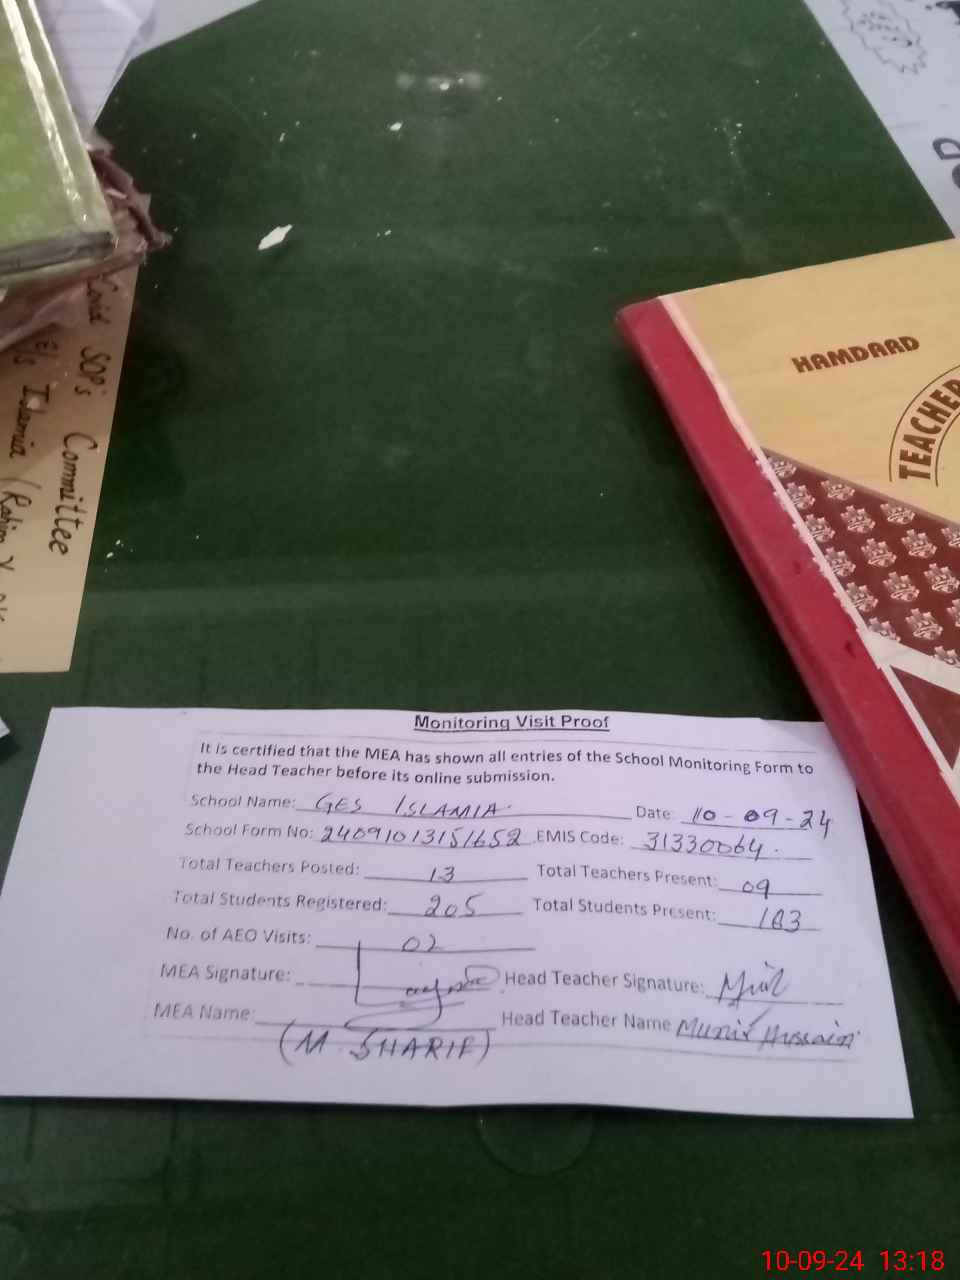 Covid SOP's Committee
E/S Islamia (Rahim Y.
HAMDARD
TEACHER
Monitoring Visit Proof
It is certified that the MEA has shown all entries of the School Monitoring Form to
the Head Teacher before its online submission.
School Name: GES ISLAMIA. Date: 10-09-24
School Form No: 24091013151652 EMIS Code: 31330064.
Total Teachers Posted: 13 Total Teachers Present: 09
Total Students Registered: 205 Total Students Present: 183
No. of AEO Visits: 02
MEA Signature: Head Teacher Signature: Munir
MEA Name: (M. SHARIF) Head Teacher Name Munir Hussain
10-09-24 13:18